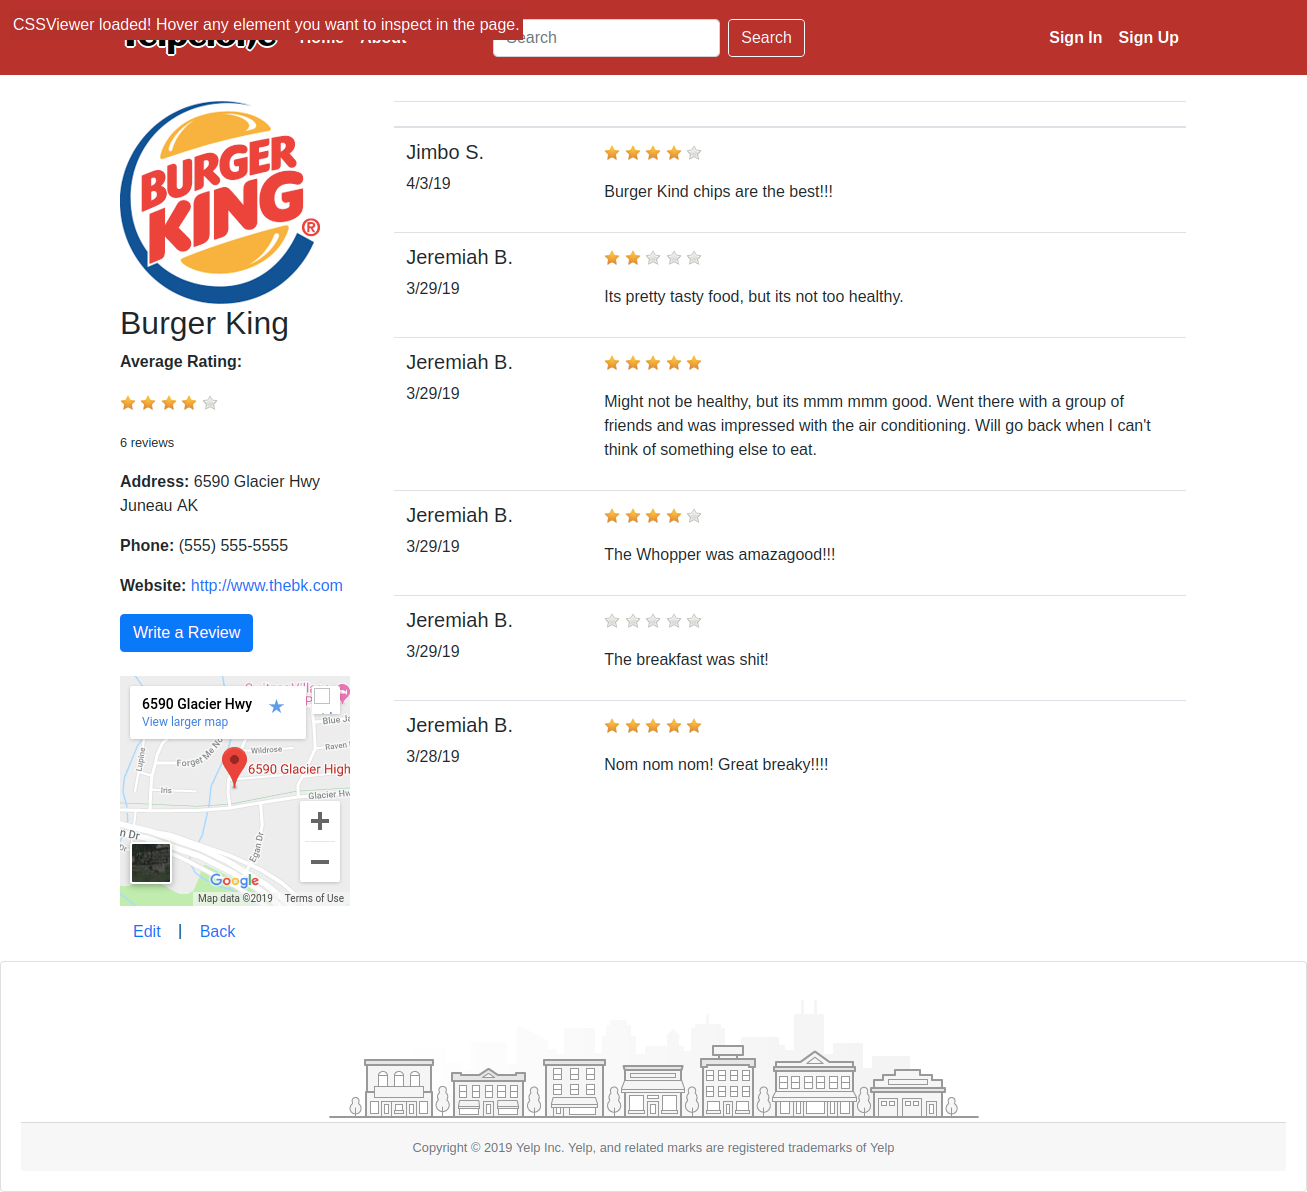 CSSViewer loaded! Hover any element you want to inspect in the page.
Home About
Search
Search
Sign In Sign Up
BURGER
KING®
Burger King
Average Rating:
6 reviews
Address: 6590 Glacier Hwy
Juneau AK
Phone: (555) 555-5555
Website: http://www.thebk.com
Write a Review
6590 Glacier Hwy
View larger map
Blue Ja
Lupine
Forget Me No
Wildrose
Raven
6590 Glacier High
Iris
Glacier Hw
an Dr
Dr
Egan Dr
Google
Map data ©2019 Terms of Use
Edit | Back
Jimbo S.
4/3/19
Burger Kind chips are the best!!!
Jeremiah B.
3/29/19
Its pretty tasty food, but its not too healthy.
Jeremiah B.
3/29/19
Might not be healthy, but its mmm mmm good. Went there with a group of
friends and was impressed with the air conditioning. Will go back when I can't
think of something else to eat.
Jeremiah B.
3/29/19
The Whopper was amazagood!!!
Jeremiah B.
3/29/19
The breakfast was shit!
Jeremiah B.
3/28/19
Nom nom nom! Great breaky!!!!
Copyright © 2019 Yelp Inc. Yelp, and related marks are registered trademarks of Yelp